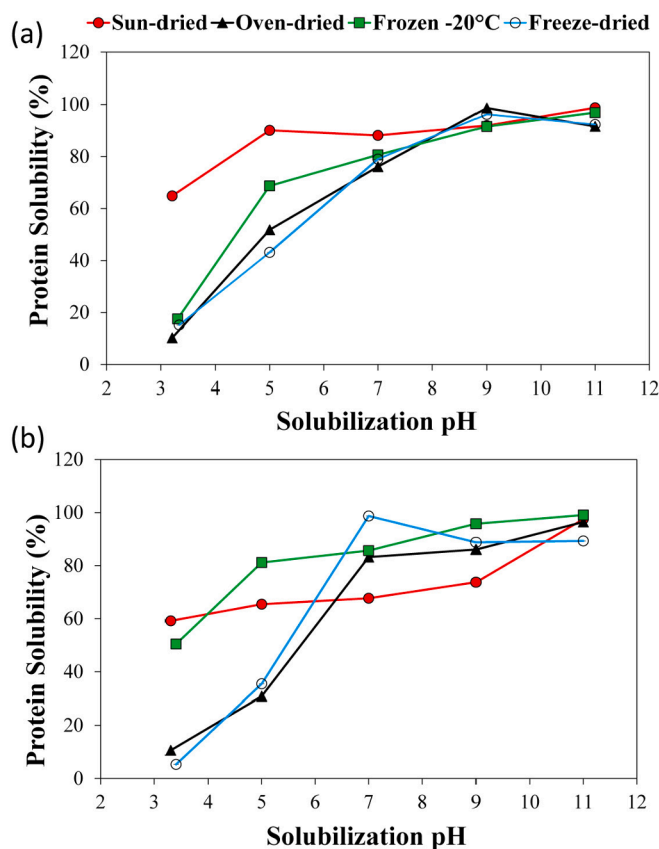 (a)
Sun-dried Oven-dried Frozen -20°C Freeze-dried
120
100
80
60
40
20
0
Protein Solubility (%)
2 3 4 5 6 7 8 9 10 11 12
Solubilization pH
(b)
120
100
80
60
40
20
0
Protein Solubility (%)
2 3 4 5 6 7 8 9 10 11 12
Solubilization pH